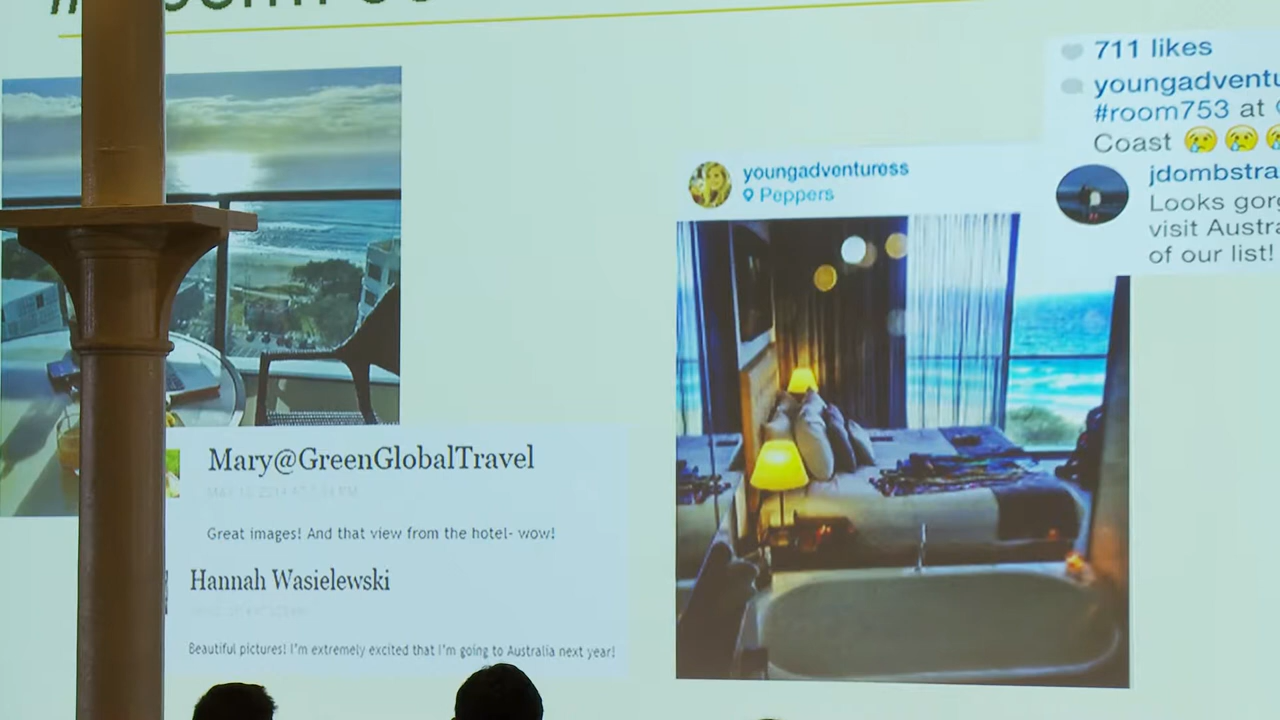 711 likes
youngadventu
#room753 at
Coast 😢😢😢
jdombstra
Looks gorg
visit Austra
of our list!
youngadventuress
Peppers
Mary@GreenGlobalTravel
Great images! And that view from the hotel- wow!
Hannah Wasielewski
Beautiful pictures! I'm extremely excited that I'm going to Australia next year!